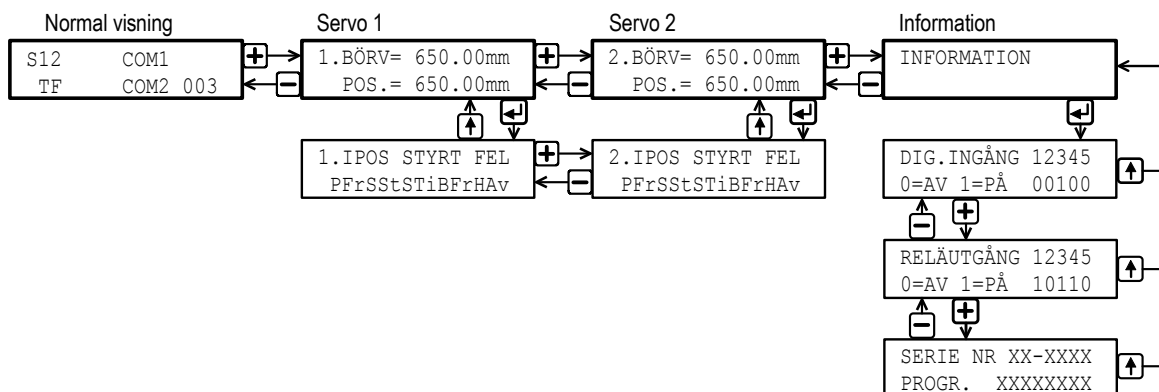 Normal visning
Servo 1
Servo 2
Information
S12 COM1
TF COM2 003
1.BÖRV= 650.00mm
POS.= 650.00mm
2.BÖRV= 650.00mm
POS.= 650.00mm
INFORMATION
1.IPOS STYRT FEL
PFrSStSTiBFrHAv
2.IPOS STYRT FEL
PFrSStSTiBFrHAv
DIG.INGÅNG 12345
0=AV 1=PÅ 00100
RELÄUTGÅNG 12345
0=AV 1=PÅ 10110
SERIE NR XX-XXXX
PROGR. XXXXXXXX